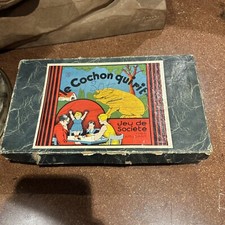 Le Cochon qui rit
Jeu de
Société